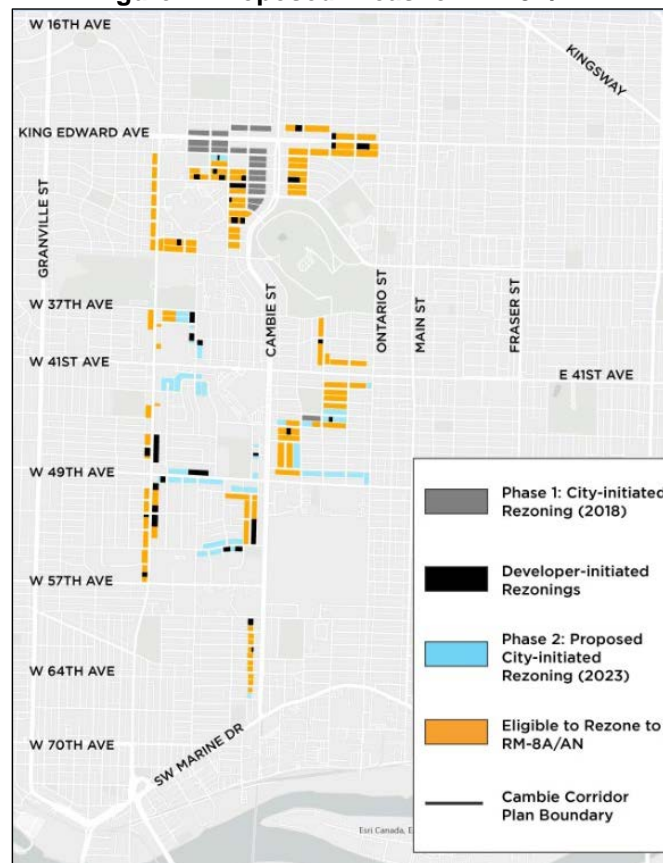 W 16TH AVE
KINGSWAY
KING EDWARD AVE
GRANVILLE ST
CAMBIE ST
ONTARIO ST
MAIN ST
FRASER ST
W 37TH AVE
W 41ST AVE
E 41ST AVE
W 49TH AVE
W 57TH AVE
W 64TH AVE
W 70TH AVE
SW MARINE DR
Phase 1: City-initiated
Rezoning (2018)
Developer-initiated
Rezonings
Phase 2: Proposed
City-initiated
Rezoning (2023)
Eligible to Rezone to
RM-8A/AN
Cambie Corridor
Plan Boundary
Esri Canada, E